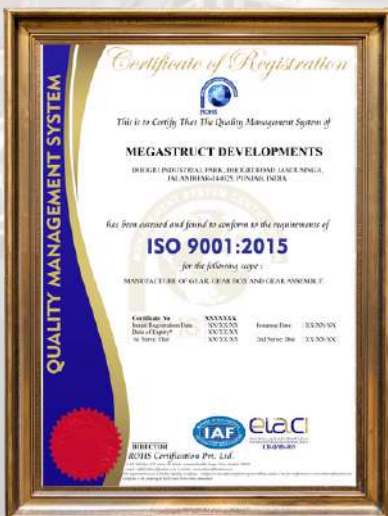 Certificate of Registration
ROHS
This is to Certify That The Quality Management System of
MEGASTRUCT DEVELOPMENTS
JALANDHAR-144025, PUNJAB, INDIA
has been assessed and found to conform to the requirements of
ISO 9001:2015
for the following scope :
MANUFACTURE OF GEAR, GEAR BOX AND GEAR ASSEMBLY.
Certificate No XXXXXXX
Initial Registration Date XX/XX/XX Issuance Date XX/XX/XX
Date of Expiry* XX/XX/XX
1st Surve. Due XX/XX/XX 2nd Surve. Due XX/XX/XX
QUALITY MANAGEMENT SYSTEM
IAF
DIRECTOR
ROHS Certification Pvt. Ltd.